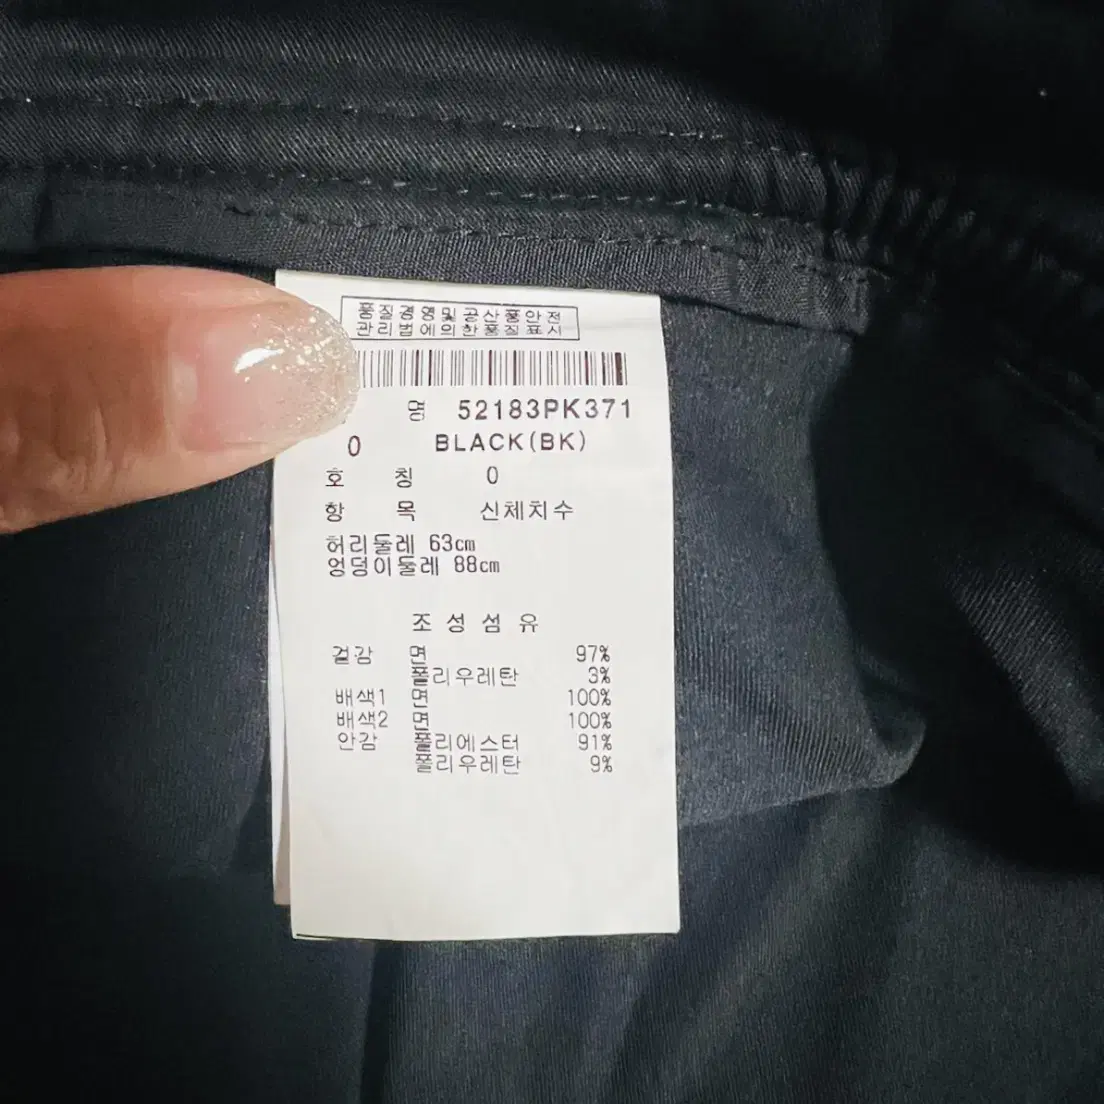 품질경영및공산품안전
관리법에의한품질표시
명 52183PK371
0 BLACK(BK)
호 칭 0
항 목 신체치수
허리둘레 63cm
엉덩이둘레 88cm
조 성 섬 유
겉감 면 97%
폴리우레탄 3%
배색1 면 100%
배색2 면 100%
안감 폴리에스터 91%
폴리우레탄 9%